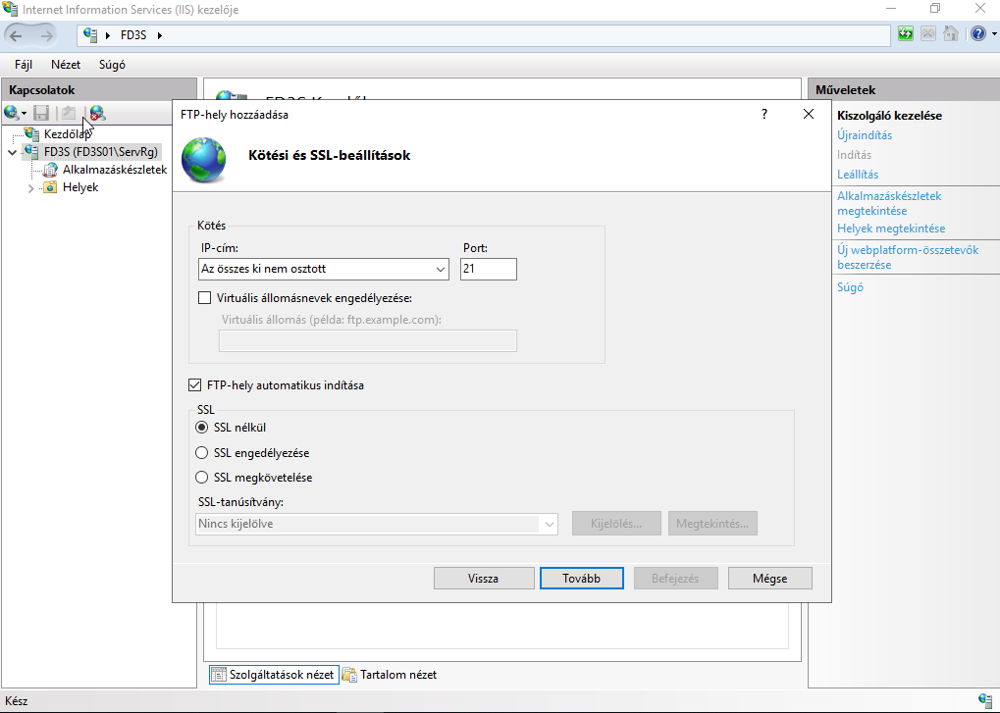 Internet Information Services (IIS) kezelője
FD3S
Fájl Nézet Súgó
Kapcsolatok
Kezdőlap
FD3S (FD3S01\ServRg)
Alkalmazáskészletek
Helyek
FTP-hely hozzáadása
?
Kötési és SSL-beállítások
Kötés
IP-cím: Port:
Az összes ki nem osztott 21
Virtuális állomásnevek engedélyezése:
Virtuális állomás (példa: ftp.example.com):
FTP-hely automatikus indítása
SSL
SSL nélkül
SSL engedélyezése
SSL megkövetelése
SSL-tanúsítvány:
Nincs kijelölve Kijelölés... Megtekintés...
Vissza Tovább Befejezés Mégse
Szolgáltatások nézet Tartalom nézet
Műveletek
Kiszolgáló kezelése
Újraindítás
Indítás
Leállítás
Alkalmazáskészletek
megtekintése
Helyek megtekintése
Új webplatform-összetevők
beszerzése
Súgó
Kész